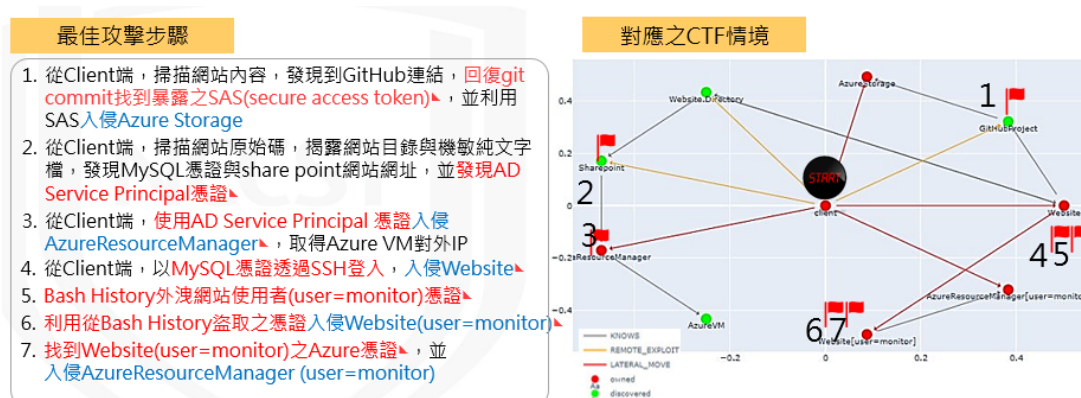 最佳攻擊步驟
1. 從Client端，掃描網站內容，發現到GitHub連結，回復git
commit找到暴露之SAS(secure access token)，並利用
SAS入侵Azure Storage
2. 從Client端，掃描網站原始碼，揭露網站目錄與機敏純文字
檔，發現MySQL憑證與share point網站網址，並發現AD
Service Principal憑證
3. 從Client端，使用AD Service Principal 憑證入侵
AzureResourceManager，取得Azure VM對外IP
4. 從Client端，以MySQL憑證透過SSH登入，入侵Website
5. Bash History外洩網站使用者(user=monitor)憑證
6. 利用從Bash History盗取之憑證入侵Website(user=monitor)
7. 找到Website(user=monitor)之Azure憑證，並
入侵AzureResourceManager (user=monitor)
對應之CTF情境
AzureStorage
Website.Directory
1
GitHubProject
0.4
0.2
Sharepoint
START
2
0
client
Website
3
4 5
ResourceManager
−0.2
AzureResourceManager[user=monito
6 7
AzureVM
−0.4
Website[user=monitor]
KNOWS
REMOTE_EXPLOIT
LATERAL_MOVE
−0.2
0
0.2
0.4
owned
Aa
discovered